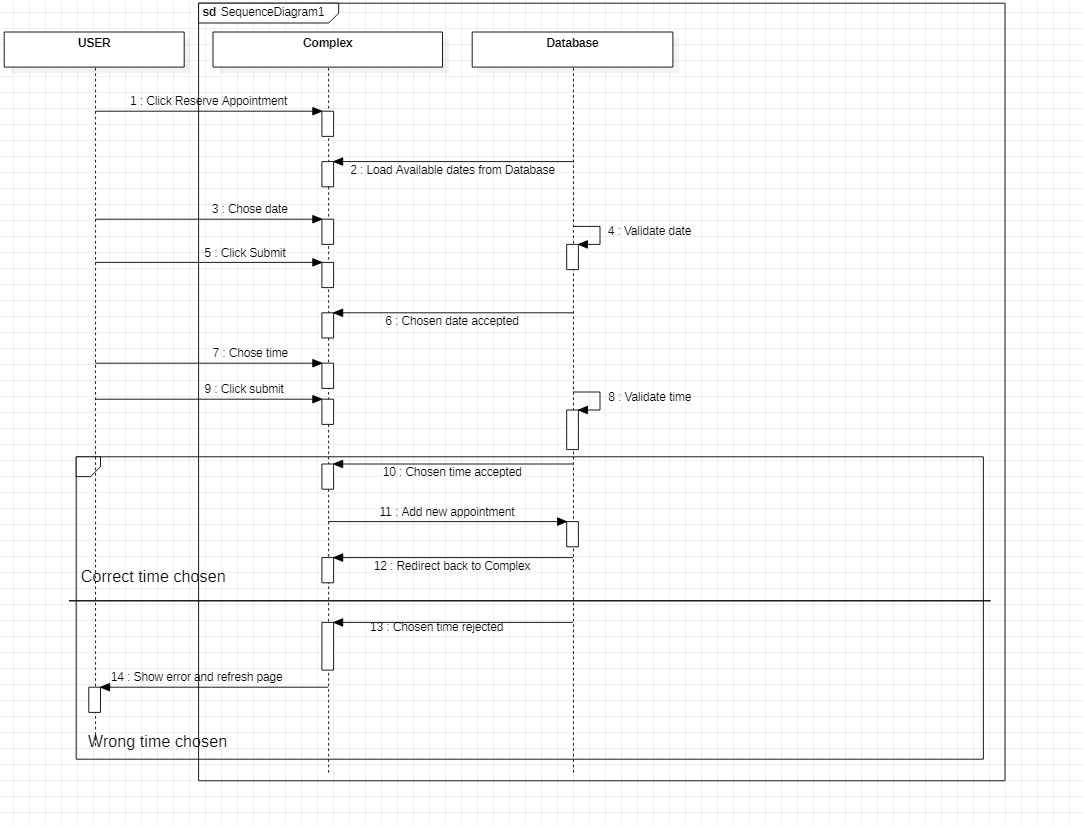 sd SequenceDiagram1
USER
Complex
Database
1 : Click Reserve Appointment
2 : Load Available dates from Database
3 : Chose date
4 : Validate date
5 : Click Submit
6 : Chosen date accepted
7 : Chose time
9 : Click submit
8 : Validate time
10 : Chosen time accepted
11 : Add new appointment
12 : Redirect back to Complex
Correct time chosen
13 : Chosen time rejected
14 : Show error and refresh page
Wrong time chosen